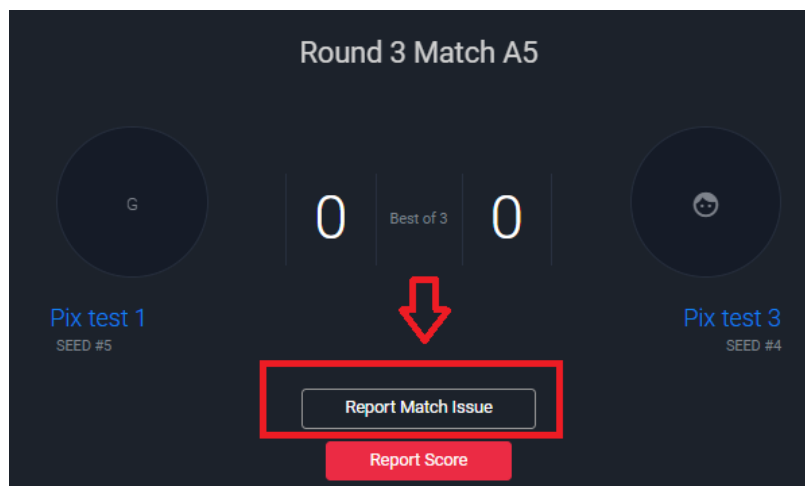 Round 3 Match A5
G
0 Best of 3 0
Pix test 1 Pix test 3
SEED #5 SEED #4
Report Match Issue
Report Score